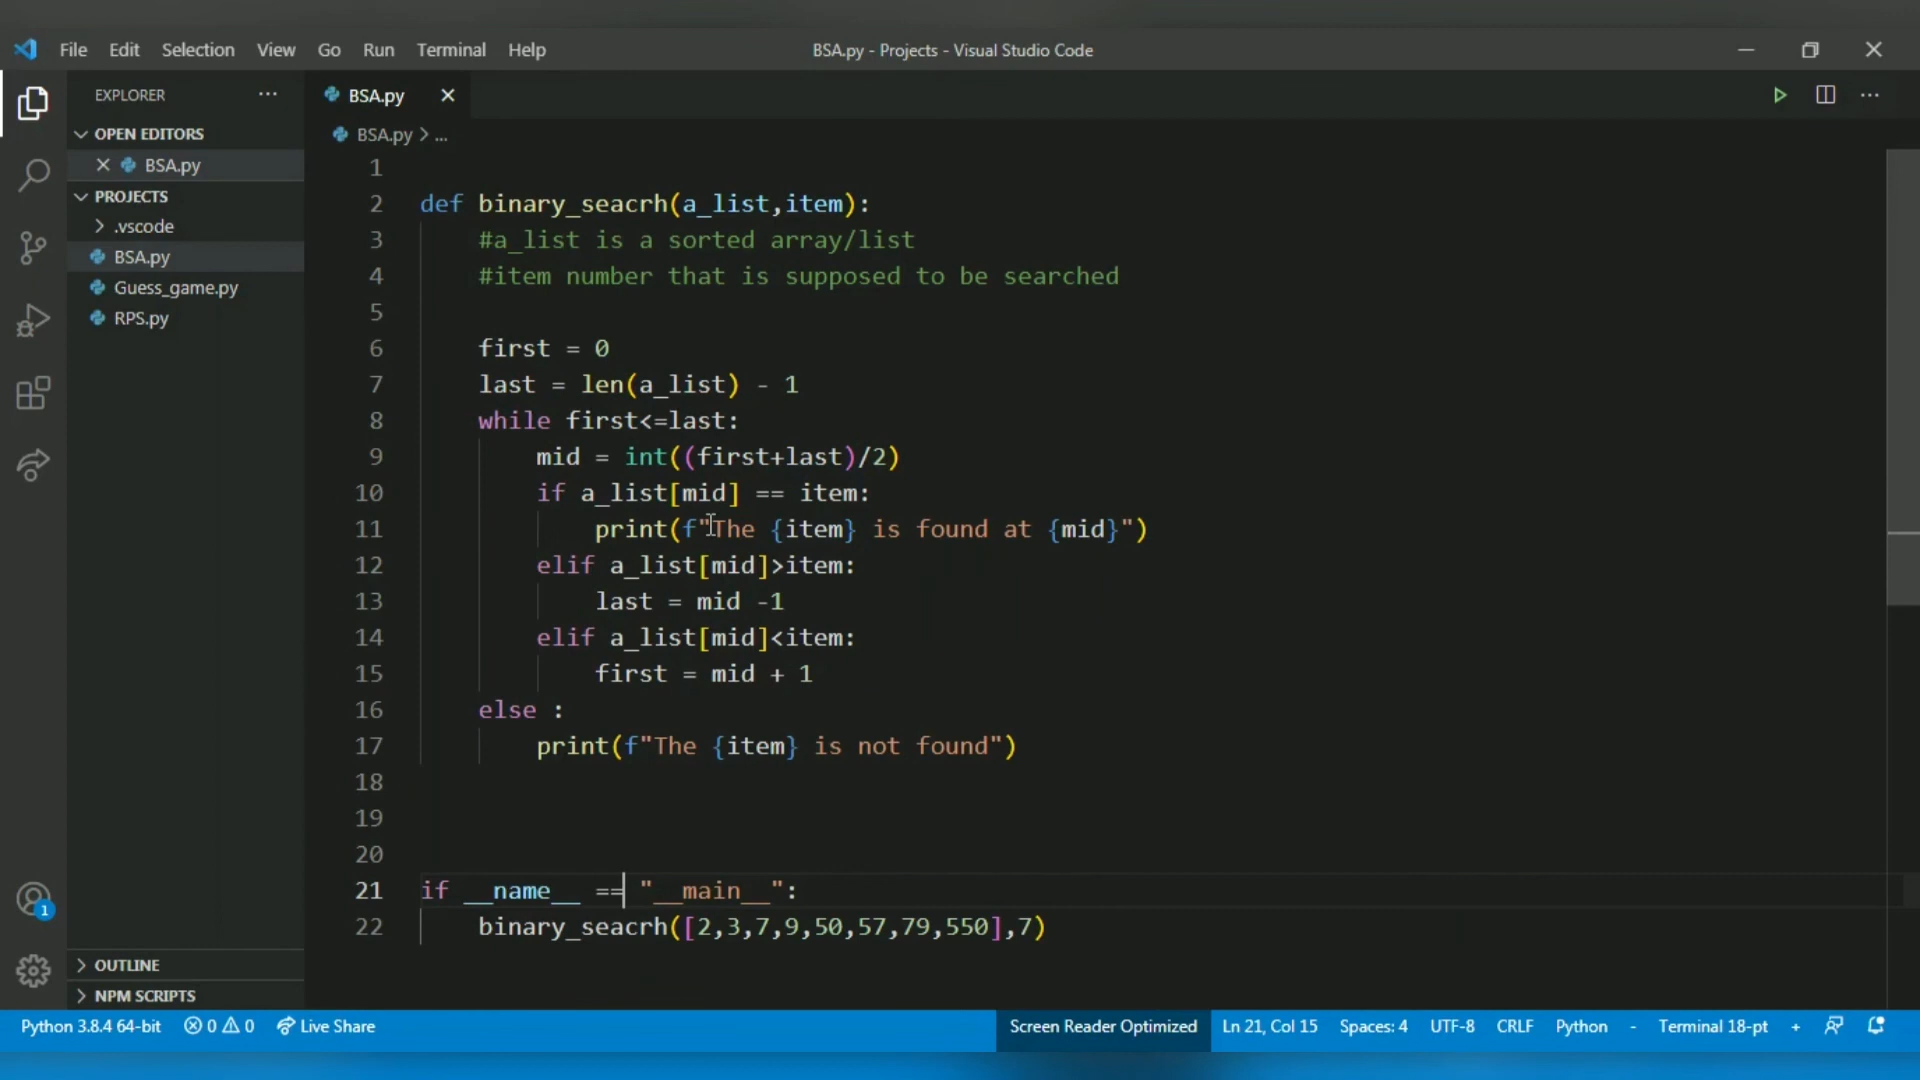 File Edit Selection View Go Run Terminal Help BSA.py - Projects - Visual Studio Code
EXPLORER ...
OPEN EDITORS
BSA.py
PROJECTS
.vscode
BSA.py
Guess_game.py
RPS.py
OUTLINE
NPM SCRIPTS
1
BSA.py
BSA.py > ...
1
2 def binary_seacrh(a_list,item):
3 #a_list is a sorted array/list
4 #item number that is supposed to be searched
5
6 first = 0
7 last = len(a_list) - 1
8 while first<=last:
9 mid = int((first+last)/2)
10 if a_list[mid] == item:
11 print(f"The {item} is found at {mid}")
12 elif a_list[mid]>item:
13 last = mid -1
14 elif a_list[mid]<item:
15 first = mid + 1
16 else :
17 print(f"The {item} is not found")
18
19
20
21 if __name__ == "__main__":
22 binary_seacrh([2,3,7,9,50,57,79,550],7)
Python 3.8.4 64-bit 0 0 Live Share Screen Reader Optimized Ln 21, Col 15 Spaces: 4 UTF-8 CRLF Python - Terminal 18-pt +